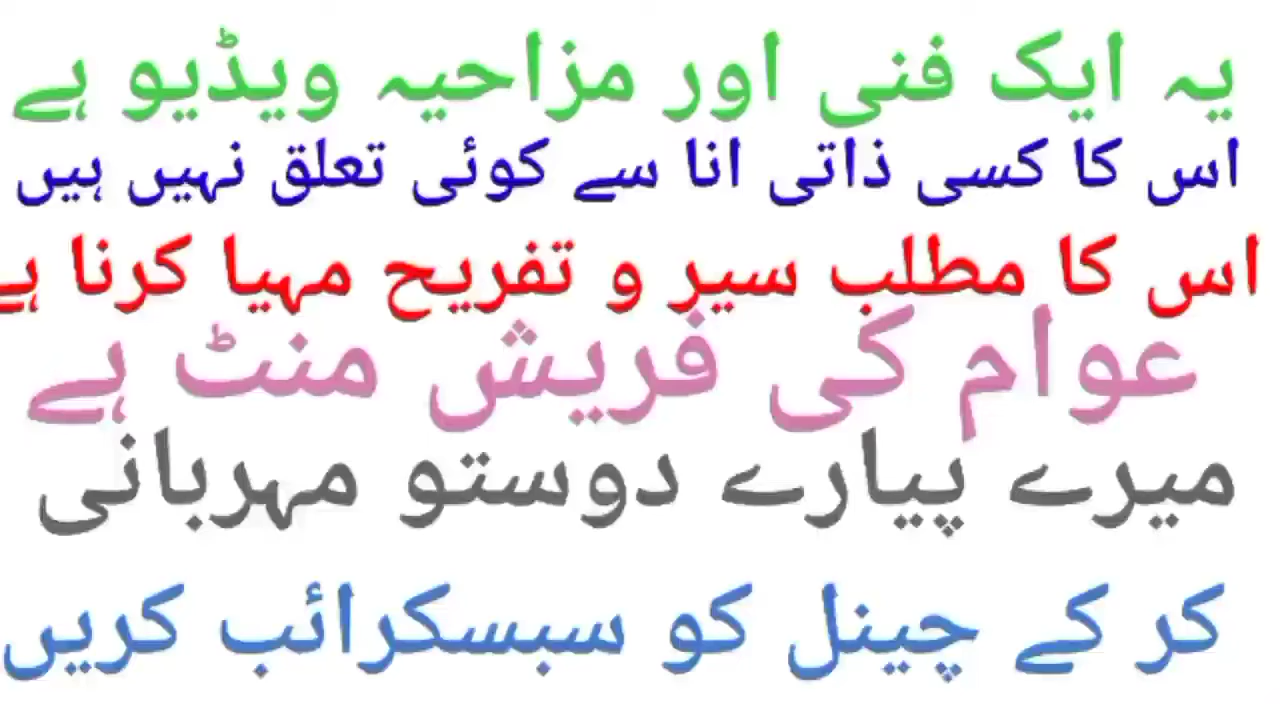 یہ ایک فنی اور مزاحیہ ویڈیو ہے
اس کا کسی ذاتی انا سے کوئی تعلق نہیں ہیں
اس کا مطلب سیر و تفریح مہیا کرنا ہے
عوام کی فریش منٹ ہے
میرے پیارے دوستو مہربانی
کر کے چینل کو سبسکرائب کریں